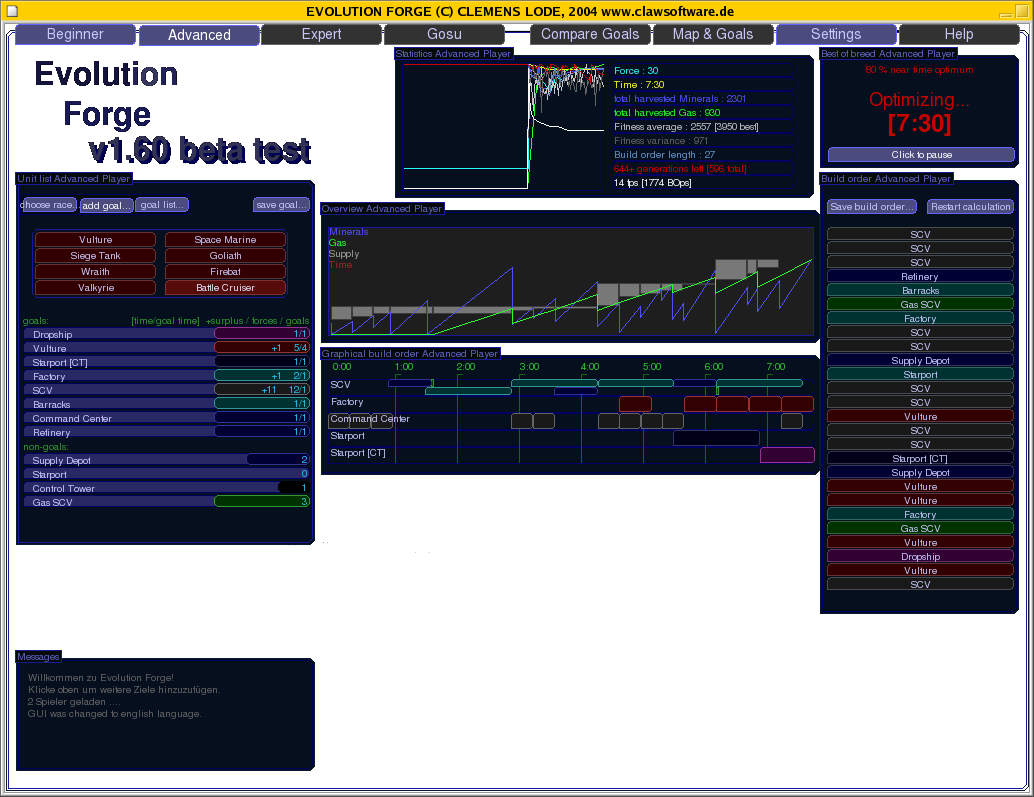 EVOLUTION FORGE (C) CLEMENS LODE, 2004 www.clawsoftware.de
Beginner Advanced Expert Gosu Compare Goals Map & Goals Settings Help
Evolution
Forge
v1.60 beta test
Statistics Advanced Player
Force : 30
Time : 7:30
total harvested Minerals : 2301
total harvested Gas : 930
Fitness average : 2557 [3950 best]
Fitness variance : 971
Build order length : 27
644+ generations left [596 total]
14 fps [1774 BOps]
Best of breed Advanced Player
80 % near time optimum
Optimizing...
[7:30]
Click to pause
Unit list Advanced Player
choose race.. add goal... goal list... save goal...
Vulture Space Marine
Siege Tank Goliath
Wraith Firebat
Valkyrie Battle Cruiser
goals: [time/goal time] +surplus / forces / goals
Dropship 1/1
Vulture +1 5/4
Starport [CT] 1/1
Factory +1 2/1
SCV +11 12/1
Barracks 1/1
Command Center 1/1
Refinery 1/1
non-goals:
Supply Depot 2
Starport 0
Control Tower 1
Gas SCV 3
Overview Advanced Player
Minerals
Gas
Supply
Time
Graphical build order Advanced Player
0:00 1:00 2:00 3:00 4:00 5:00 6:00 7:00
SCV
Factory
Command Center
Starport
Starport [CT]
Build order Advanced Player
Save build order... Restart calculation
SCV
SCV
SCV
Refinery
Barracks
Gas SCV
Factory
SCV
SCV
Supply Depot
Starport
SCV
SCV
Vulture
SCV
SCV
Starport [CT]
Supply Depot
Vulture
Vulture
Factory
Gas SCV
Vulture
Dropship
Vulture
SCV
Messages
Willkommen zu Evolution Forge!
Klicke oben um weitere Ziele hinzuzufügen.
2 Spieler geladen ....
GUI was changed to english language.